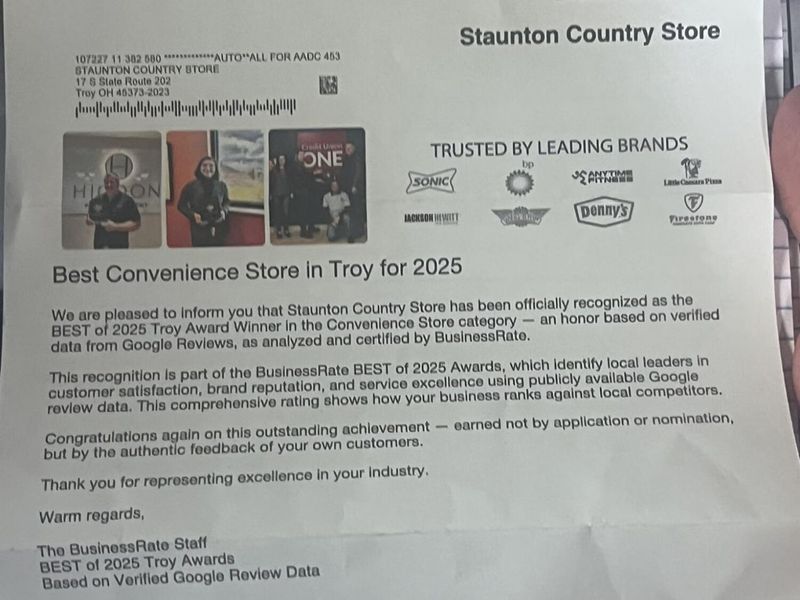 Staunton Country Store
107227 11 382 580 *************AUTO**ALL FOR AADC 453
STAUNTON COUNTRY STORE
17 S State Route 202
Troy OH 45373-2023
TRUSTED BY LEADING BRANDS
SONIC
bp
ANYTIME
FITNESS
Little Caesars Pizza
JACKSON HEWITT
Denny's
Firestone
H
Credit Union
ONE
Best Convenience Store in Troy for 2025
We are pleased to inform you that Staunton Country Store has been officially recognized as the
BEST of 2025 Troy Award Winner in the Convenience Store category — an honor based on verified
data from Google Reviews, as analyzed and certified by BusinessRate.
This recognition is part of the BusinessRate BEST of 2025 Awards, which identify local leaders in
customer satisfaction, brand reputation, and service excellence using publicly available Google
review data. This comprehensive rating shows how your business ranks against local competitors.
Congratulations again on this outstanding achievement — earned not by application or nomination,
but by the authentic feedback of your own customers.
Thank you for representing excellence in your industry.
Warm regards,
The BusinessRate Staff
BEST of 2025 Troy Awards
Based on Verified Google Review Data